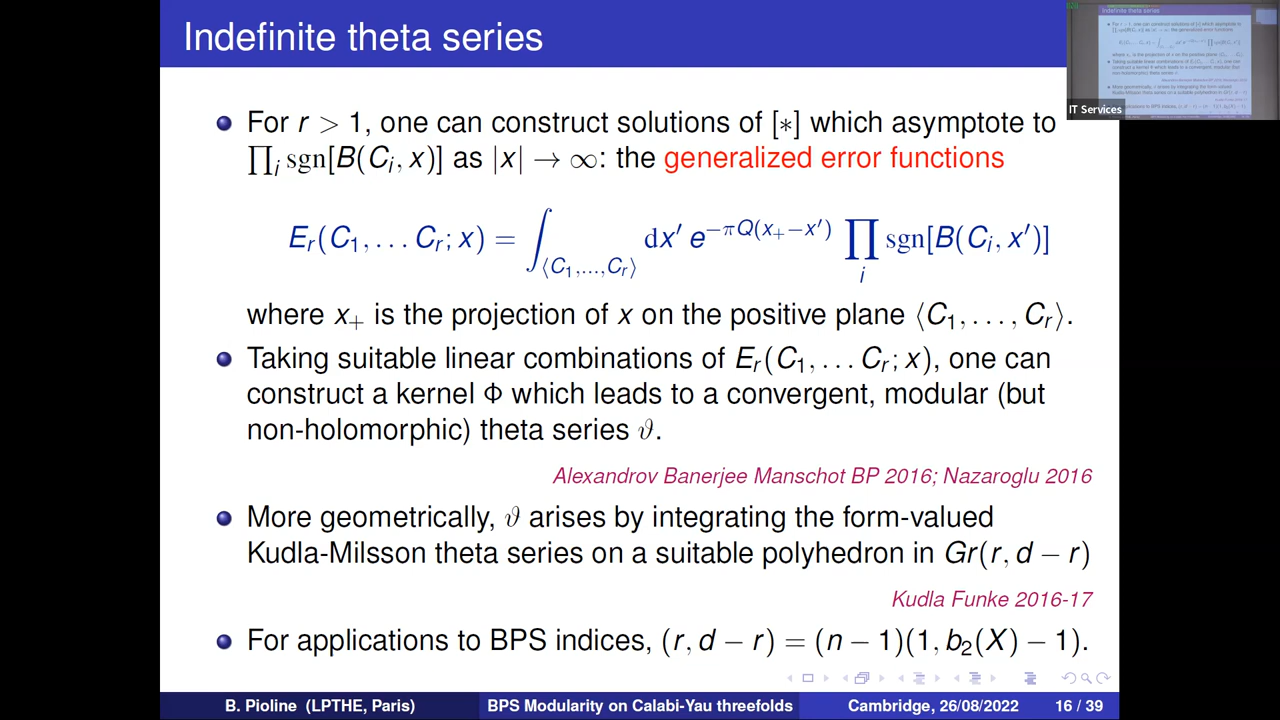 Indefinite theta series
For r > 1, one can construct solutions of [∗] which asymptote to
∏i sgn[B(Ci, x)] as |x| → ∞: the generalized error functions
Er(C1, . . . Cr; x) = ∫⟨C1,...,Cr⟩ dx′ e^{−πQ(x+−x′)} ∏i sgn[B(Ci, x′)]
where x+ is the projection of x on the positive plane ⟨C1, . . . , Cr⟩.
Taking suitable linear combinations of Er(C1, . . . Cr; x), one can
construct a kernel Φ which leads to a convergent, modular (but
non-holomorphic) theta series ϑ.
Alexandrov Banerjee Manschot BP 2016; Nazaroglu 2016
More geometrically, ϑ arises by integrating the form-valued
Kudla-Milsson theta series on a suitable polyhedron in Gr(r, d − r)
Kudla Funke 2016-17
For applications to BPS indices, (r, d − r) = (n − 1)(1, b2(X) − 1).
B. Pioline (LPTHE, Paris) BPS Modularity on Calabi-Yau threefolds Cambridge, 26/08/2022 16 / 39
IT Services